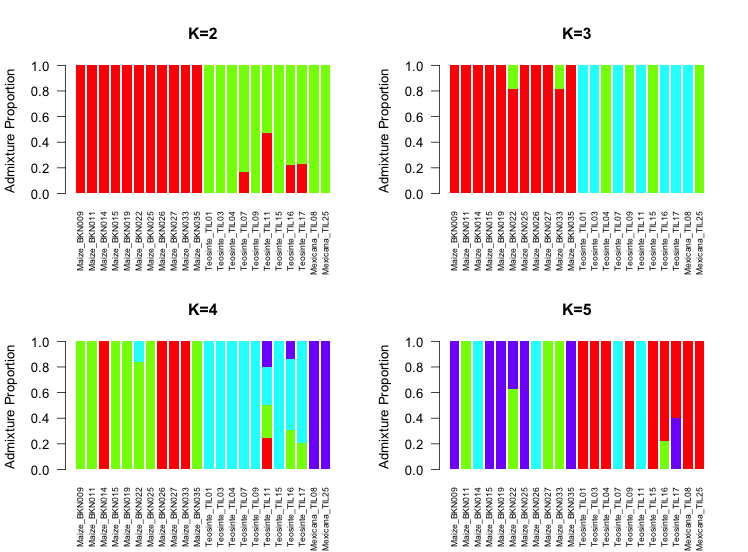 K=2
Admixture Proportion
1.0
0.8
0.6
0.4
0.2
0.0
Maize_BKN009
Maize_BKN011
Maize_BKN014
Maize_BKN015
Maize_BKN019
Maize_BKN022
Maize_BKN025
Maize_BKN026
Maize_BKN027
Maize_BKN033
Maize_BKN035
Teosinte_TIL01
Teosinte_TIL03
Teosinte_TIL04
Teosinte_TIL07
Teosinte_TIL09
Teosinte_TIL11
Teosinte_TIL15
Teosinte_TIL16
Teosinte_TIL17
Mexicana_TIL08
Mexicana_TIL25
K=3
Admixture Proportion
1.0
0.8
0.6
0.4
0.2
0.0
Maize_BKN009
Maize_BKN011
Maize_BKN014
Maize_BKN015
Maize_BKN019
Maize_BKN022
Maize_BKN025
Maize_BKN026
Maize_BKN027
Maize_BKN033
Maize_BKN035
Teosinte_TIL01
Teosinte_TIL03
Teosinte_TIL04
Teosinte_TIL07
Teosinte_TIL09
Teosinte_TIL11
Teosinte_TIL15
Teosinte_TIL16
Teosinte_TIL17
Mexicana_TIL08
Mexicana_TIL25
K=4
Admixture Proportion
1.0
0.8
0.6
0.4
0.2
0.0
Maize_BKN009
Maize_BKN011
Maize_BKN014
Maize_BKN015
Maize_BKN019
Maize_BKN022
Maize_BKN025
Maize_BKN026
Maize_BKN027
Maize_BKN033
Maize_BKN035
Teosinte_TIL01
Teosinte_TIL03
Teosinte_TIL04
Teosinte_TIL07
Teosinte_TIL09
Teosinte_TIL11
Teosinte_TIL15
Teosinte_TIL16
Teosinte_TIL17
Mexicana_TIL08
Mexicana_TIL25
K=5
Admixture Proportion
1.0
0.8
0.6
0.4
0.2
0.0
Maize_BKN009
Maize_BKN011
Maize_BKN014
Maize_BKN015
Maize_BKN019
Maize_BKN022
Maize_BKN025
Maize_BKN026
Maize_BKN027
Maize_BKN033
Maize_BKN035
Teosinte_TIL01
Teosinte_TIL03
Teosinte_TIL04
Teosinte_TIL07
Teosinte_TIL09
Teosinte_TIL11
Teosinte_TIL15
Teosinte_TIL16
Teosinte_TIL17
Mexicana_TIL08
Mexicana_TIL25